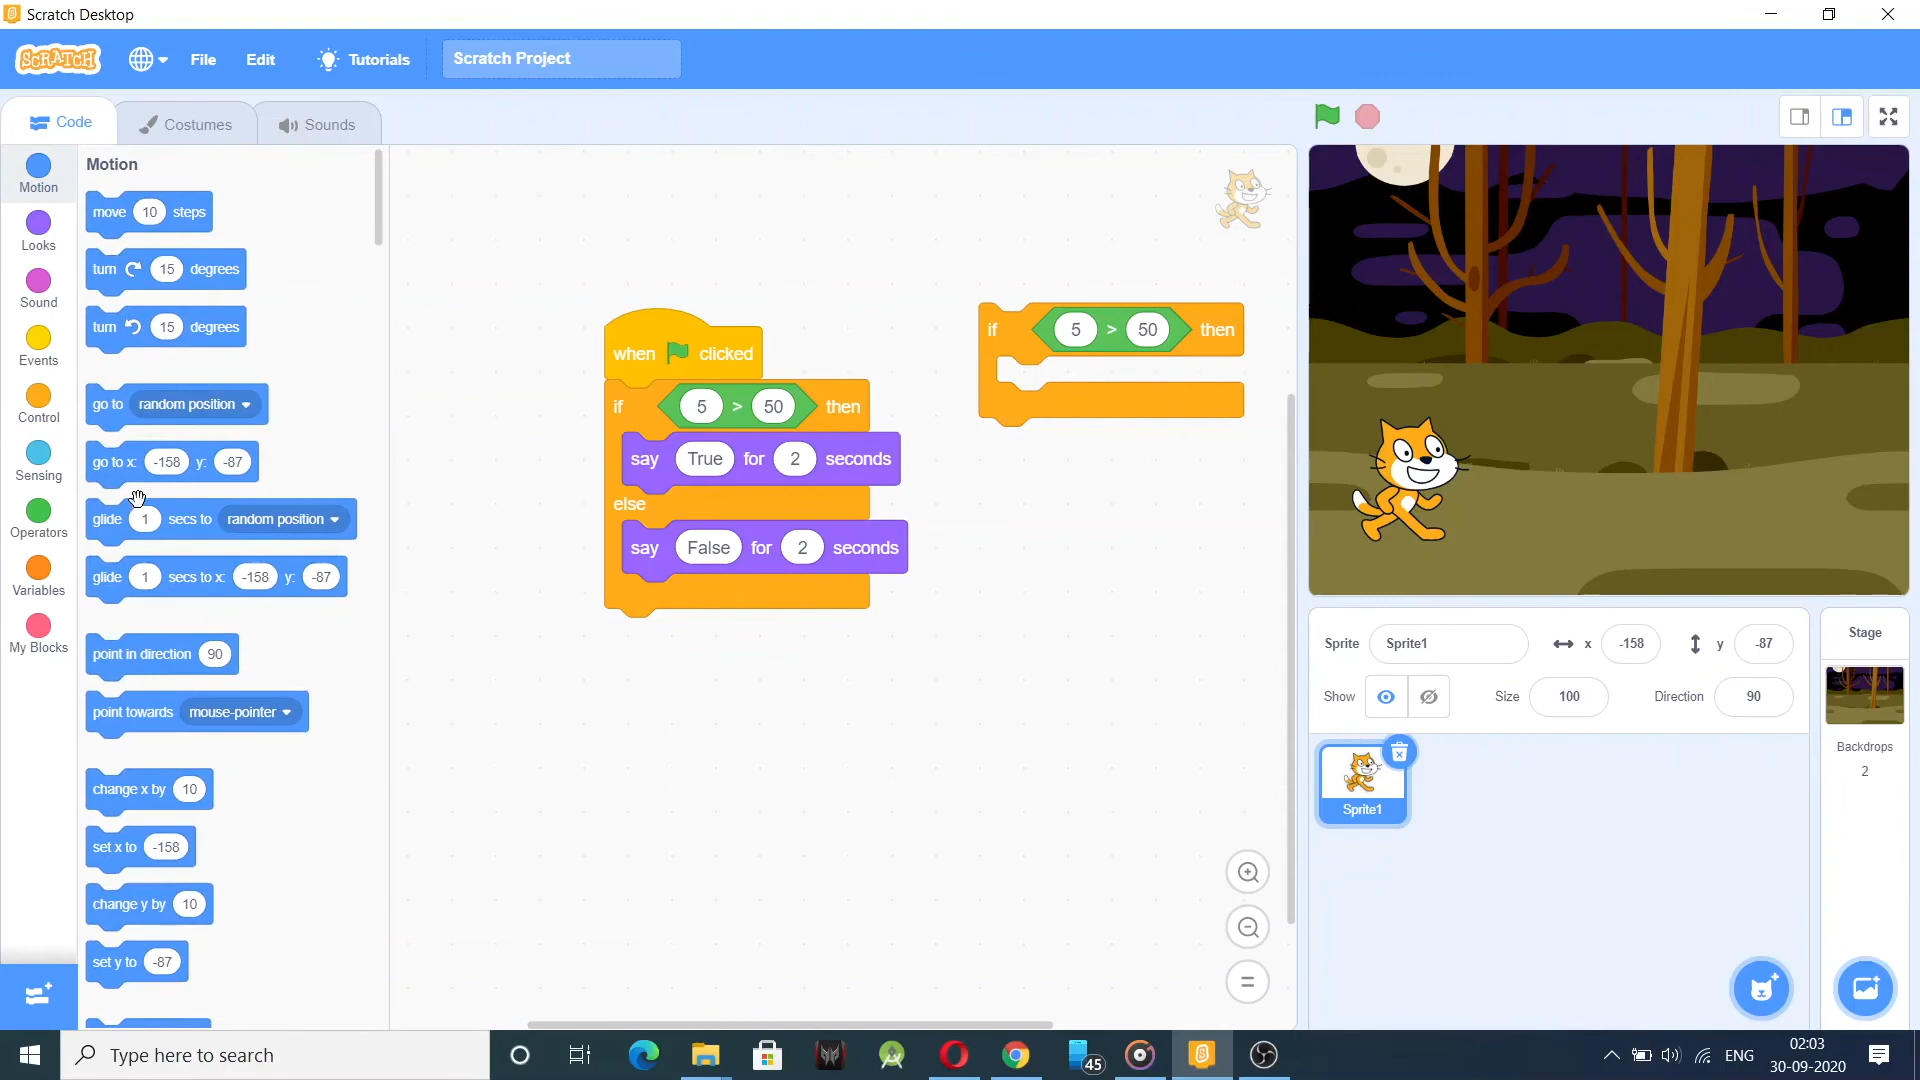 Scratch Desktop
SCRATCH
File
Edit
Tutorials
Scratch Project
Code
Costumes
Sounds
Motion
Looks
Sound
Events
Control
Sensing
Operators
Variables
My Blocks
Motion
move 10 steps
turn 15 degrees
turn 15 degrees
go to random position
go to x: -158 y: -87
glide 1 secs to random position
glide 1 secs to x: -158 y: -87
point in direction 90
point towards mouse-pointer
change x by 10
set x to -158
change y by 10
set y to -87
when clicked
if 5 > 50 then
say True for 2 seconds
else
say False for 2 seconds
if 5 > 50 then
Sprite Sprite1 x -158 y -87
Show Size 100 Direction 90
Sprite1
Stage
Backdrops
2
Type here to search
45
ENG
02:03
30-09-2020